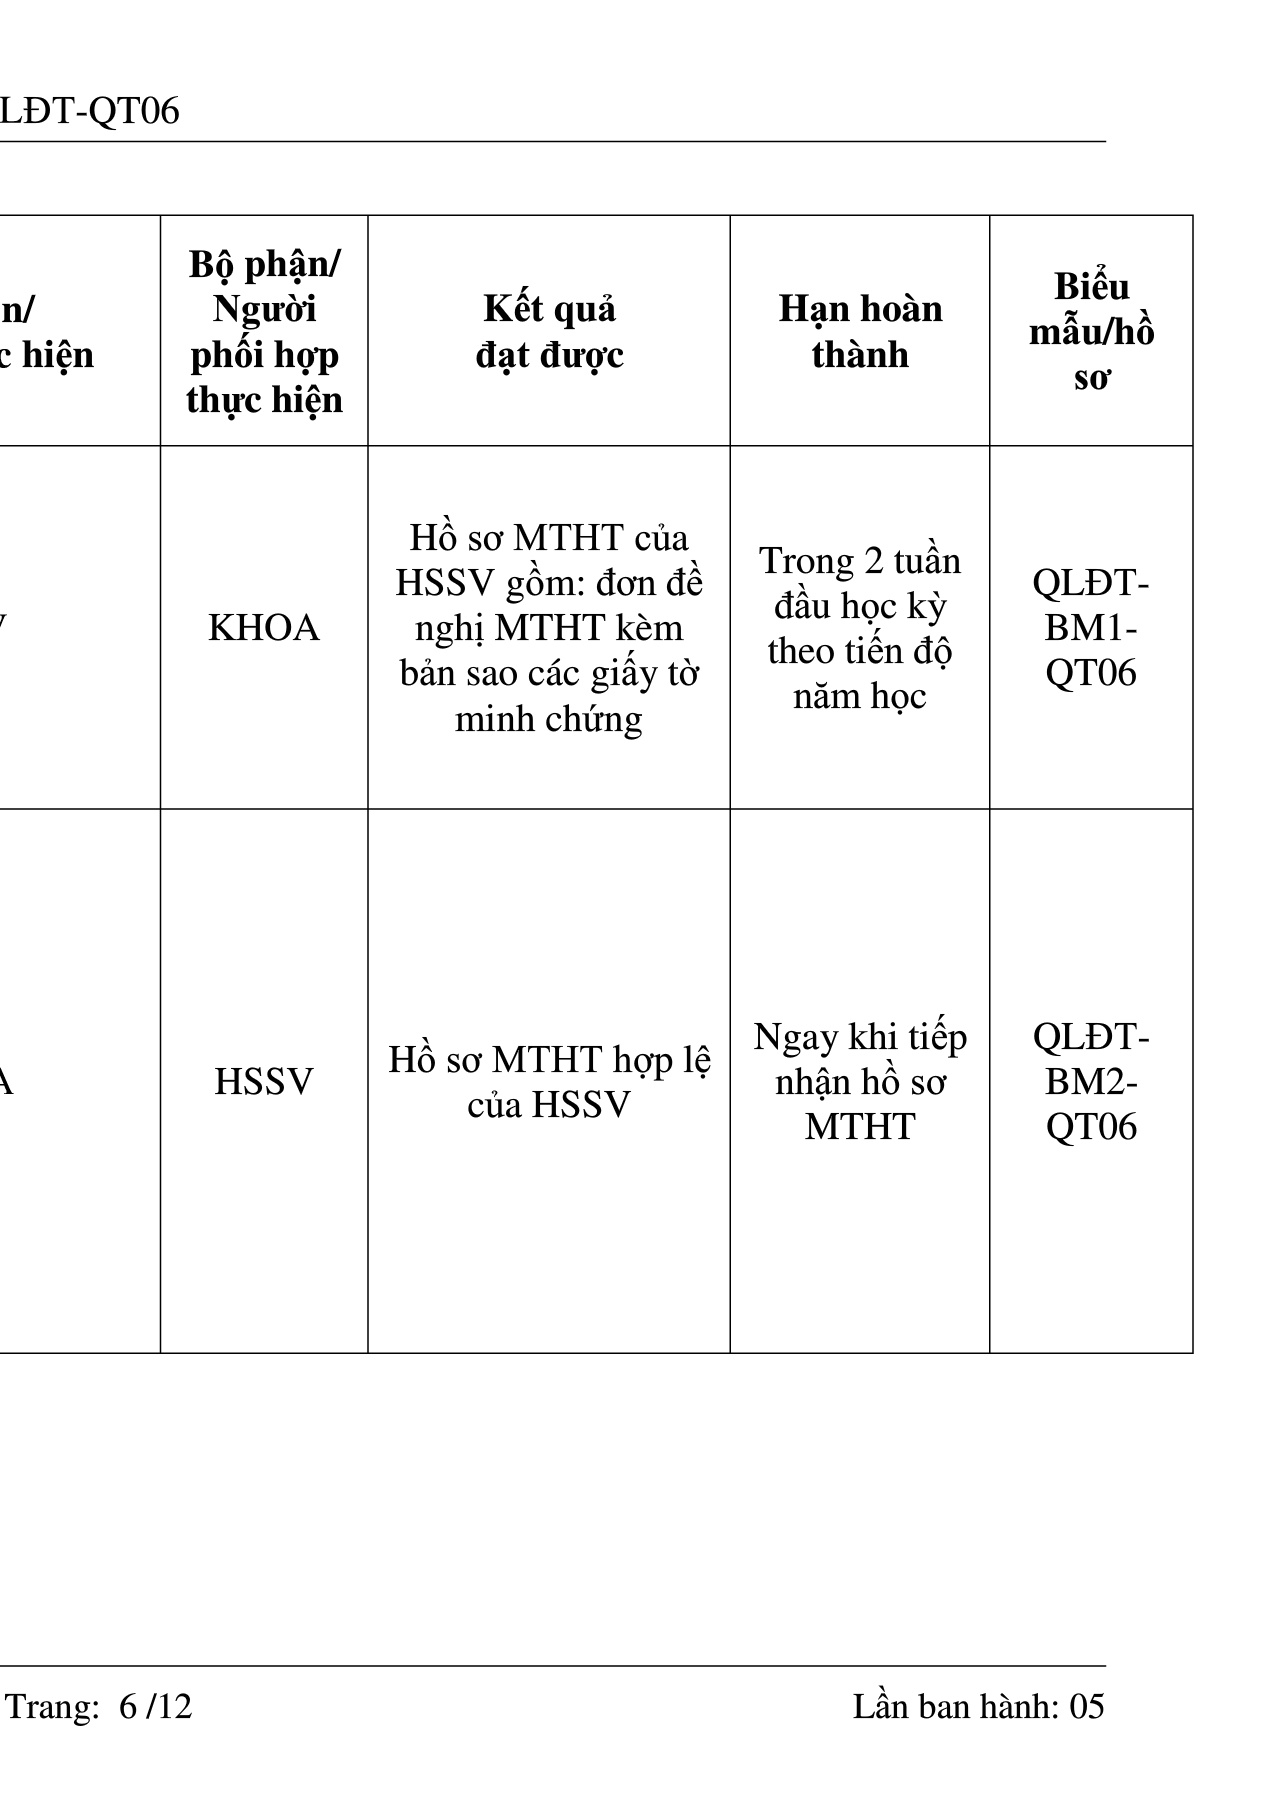 LĐT-QT06
n/
c hiện
Bộ phận/
Người
phối hợp
thực hiện
Kết quả
đạt được
Hạn hoàn
thành
Biểu
mẫu/hồ
sơ
KHOA
Hồ sơ MTHT của
HSSV gồm: đơn đề
nghị MTHT kèm
bản sao các giấy tờ
minh chứng
Trong 2 tuần
đầu học kỳ
theo tiến độ
năm học
QLĐT-
BM1-
QT06
HSSV
Hồ sơ MTHT hợp lệ
của HSSV
Ngay khi tiếp
nhận hồ sơ
MTHT
QLĐT-
BM2-
QT06
Trang:  6 /12
Lần ban hành: 05